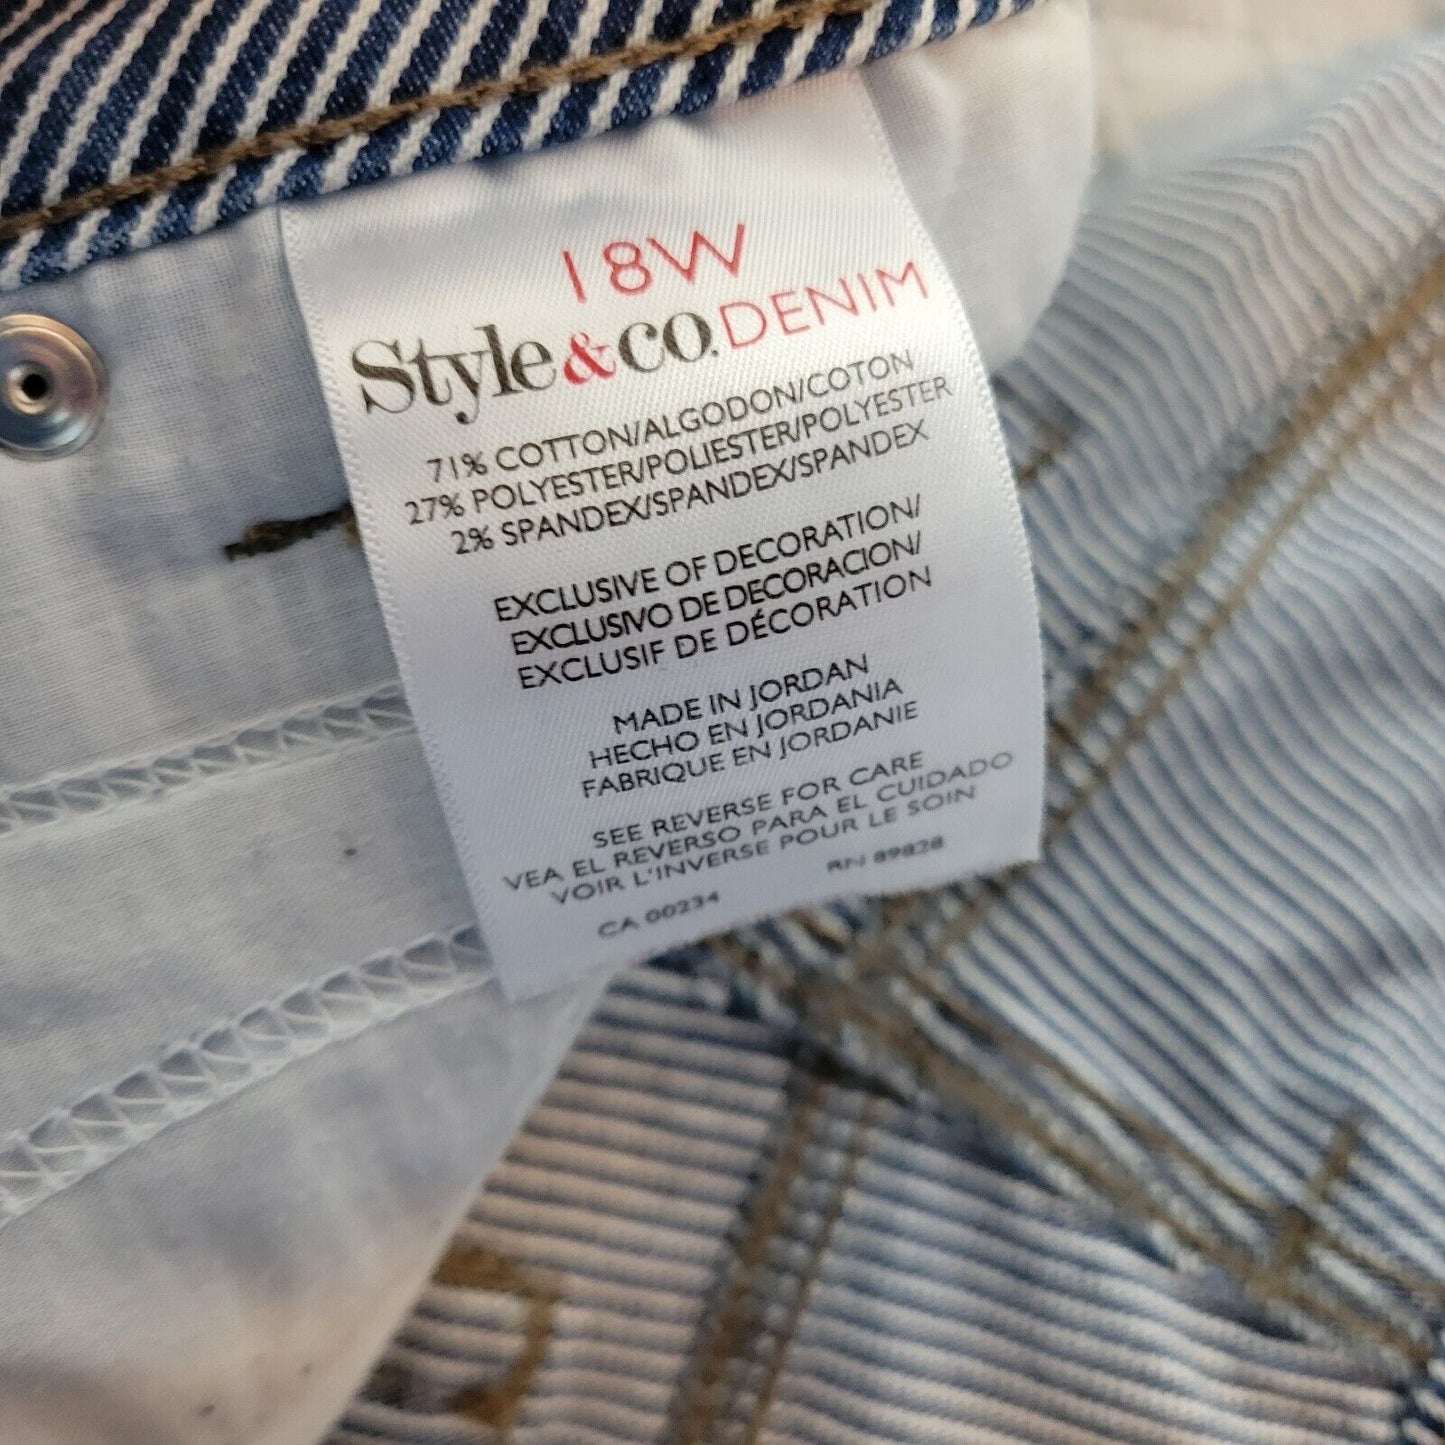 18W
Style&co.DENIM
71% COTTON/ALGODON/COTON
27% POLYESTER/POLIESTER/POLYESTER
2% SPANDEX/SPANDEX/SPANDEX
EXCLUSIVE OF DECORATION/
EXCLUSIVO DE DECORACION/
EXCLUSIF DE DÉCORATION
MADE IN JORDAN
HECHO EN JORDANIA
FABRIQUE EN JORDANIE
SEE REVERSE FOR CARE
VEA EL REVERSO PARA EL CUIDADO
VOIR L'INVERSE POUR LE SOIN
CA 00234 RN 89828